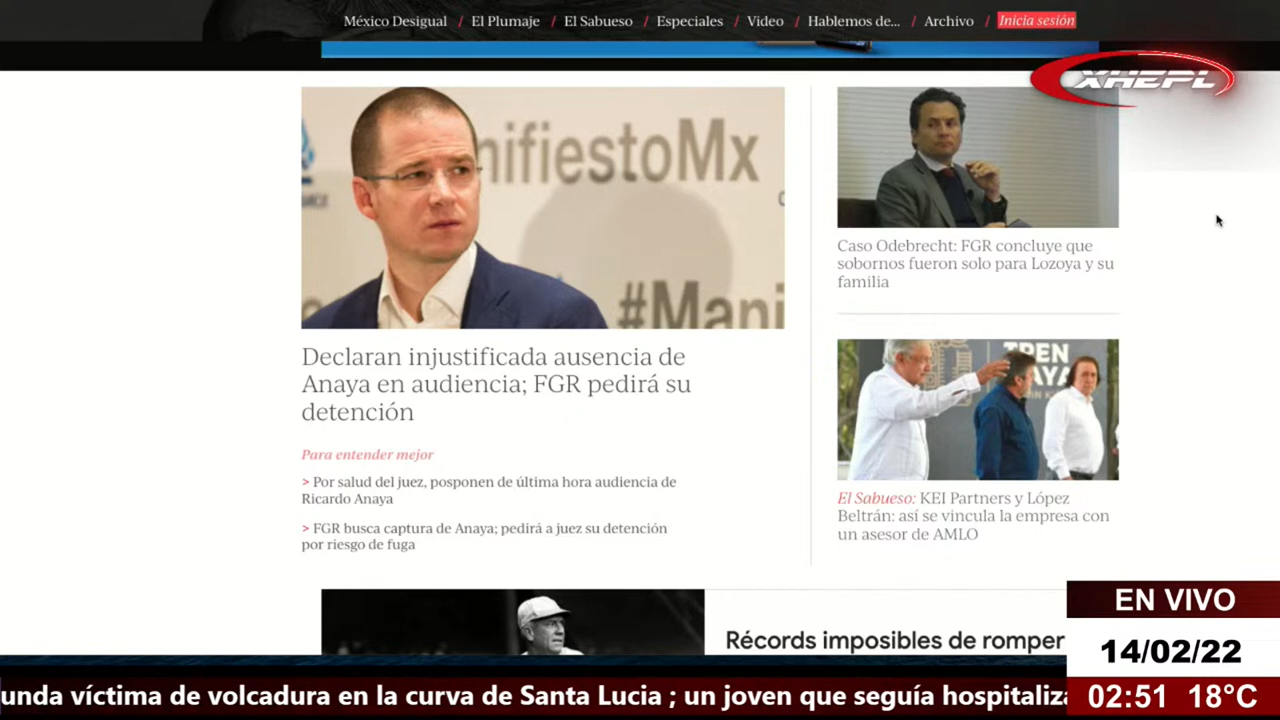 México Desigual / El Plumaje / El Sabueso / Especiales / Video / Hablemos de... / Archivo / Inicia sesión
XHEPL
nifiestoMx
#Mani
Declaran injustificada ausencia de
Anaya en audiencia; FGR pedirá su
detención
Para entender mejor
> Por salud del juez, posponen de última hora audiencia de
Ricardo Anaya
> FGR busca captura de Anaya; pedirá a juez su detención
por riesgo de fuga
Caso Odebrecht: FGR concluye que
sobornos fueron solo para Lozoya y su
familia
TREN
El Sabueso: KEI Partners y López
Beltrán: así se vincula la empresa con
un asesor de AMLO
Récords imposibles de romper
EN VIVO
14/02/22
02:51 18°C
unda víctima de volcadura en la curva de Santa Lucia ; un joven que seguía hospitaliza